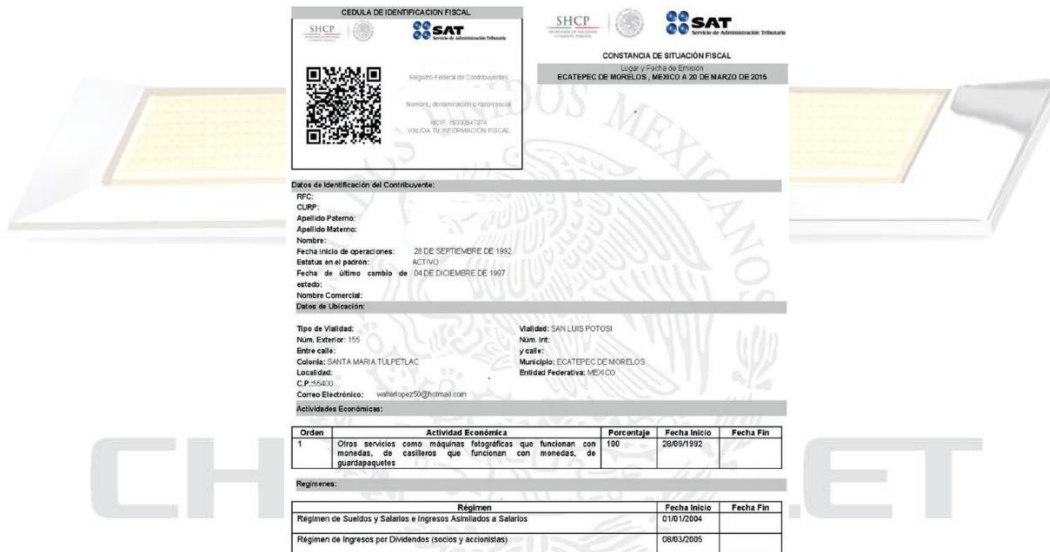 CEDULA DE IDENTIFICACION FISCAL
SHCP
SAT
Servicio de Administración Tributaria
Registro Federal de Contribuyentes
Nombre, denominación o razón social
VALIDA TU INFORMACIÓN FISCAL
SHCP
SAT
Servicio de Administración Tributaria
CONSTANCIA DE SITUACIÓN FISCAL
Lugar y Fecha de Emisión
ECATEPEC DE MORELOS , MEXICO A 20 DE MARZO DE 2015
UNIDOS MEXICANOS
Datos de Identificación del Contribuyente:
RFC:
CURP:
Apellido Paterno:
Apellido Materno:
Nombre:
Fecha inicio de operaciones: 28 DE SEPTIEMBRE DE 1992
Estatus en el padrón: ACTIVO
Fecha de último cambio de estado: 04 DE DICIEMBRE DE 1997
Nombre Comercial:
Datos de Ubicación:
Tipo de Vialidad: Vialidad: SAN LUIS POTOSI
Núm. Exterior: 155 Núm. Int:
Entre calle: y calle:
Colonia: SANTA MARIA TULPETLAC Municipio: ECATEPEC DE MORELOS
Localidad: Entidad Federativa: MEXICO
C.P.:55400
Correo Electrónico: walterlopez50@hotmail.com
Actividades Económicas:
Orden Actividad Económica Porcentaje Fecha Inicio Fecha Fin
1 Otros servicios como máquinas fotográficas que funcionan con 100 28/09/1992
monedas, de casilleros que funcionan con monedas, de
guardapaquetes
Regímenes:
Régimen Fecha Inicio Fecha Fin
Régimen de Sueldos y Salarios e Ingresos Asimilados a Salarios 01/01/2004
Régimen de Ingresos por Dividendos (socios y accionistas) 08/03/2005